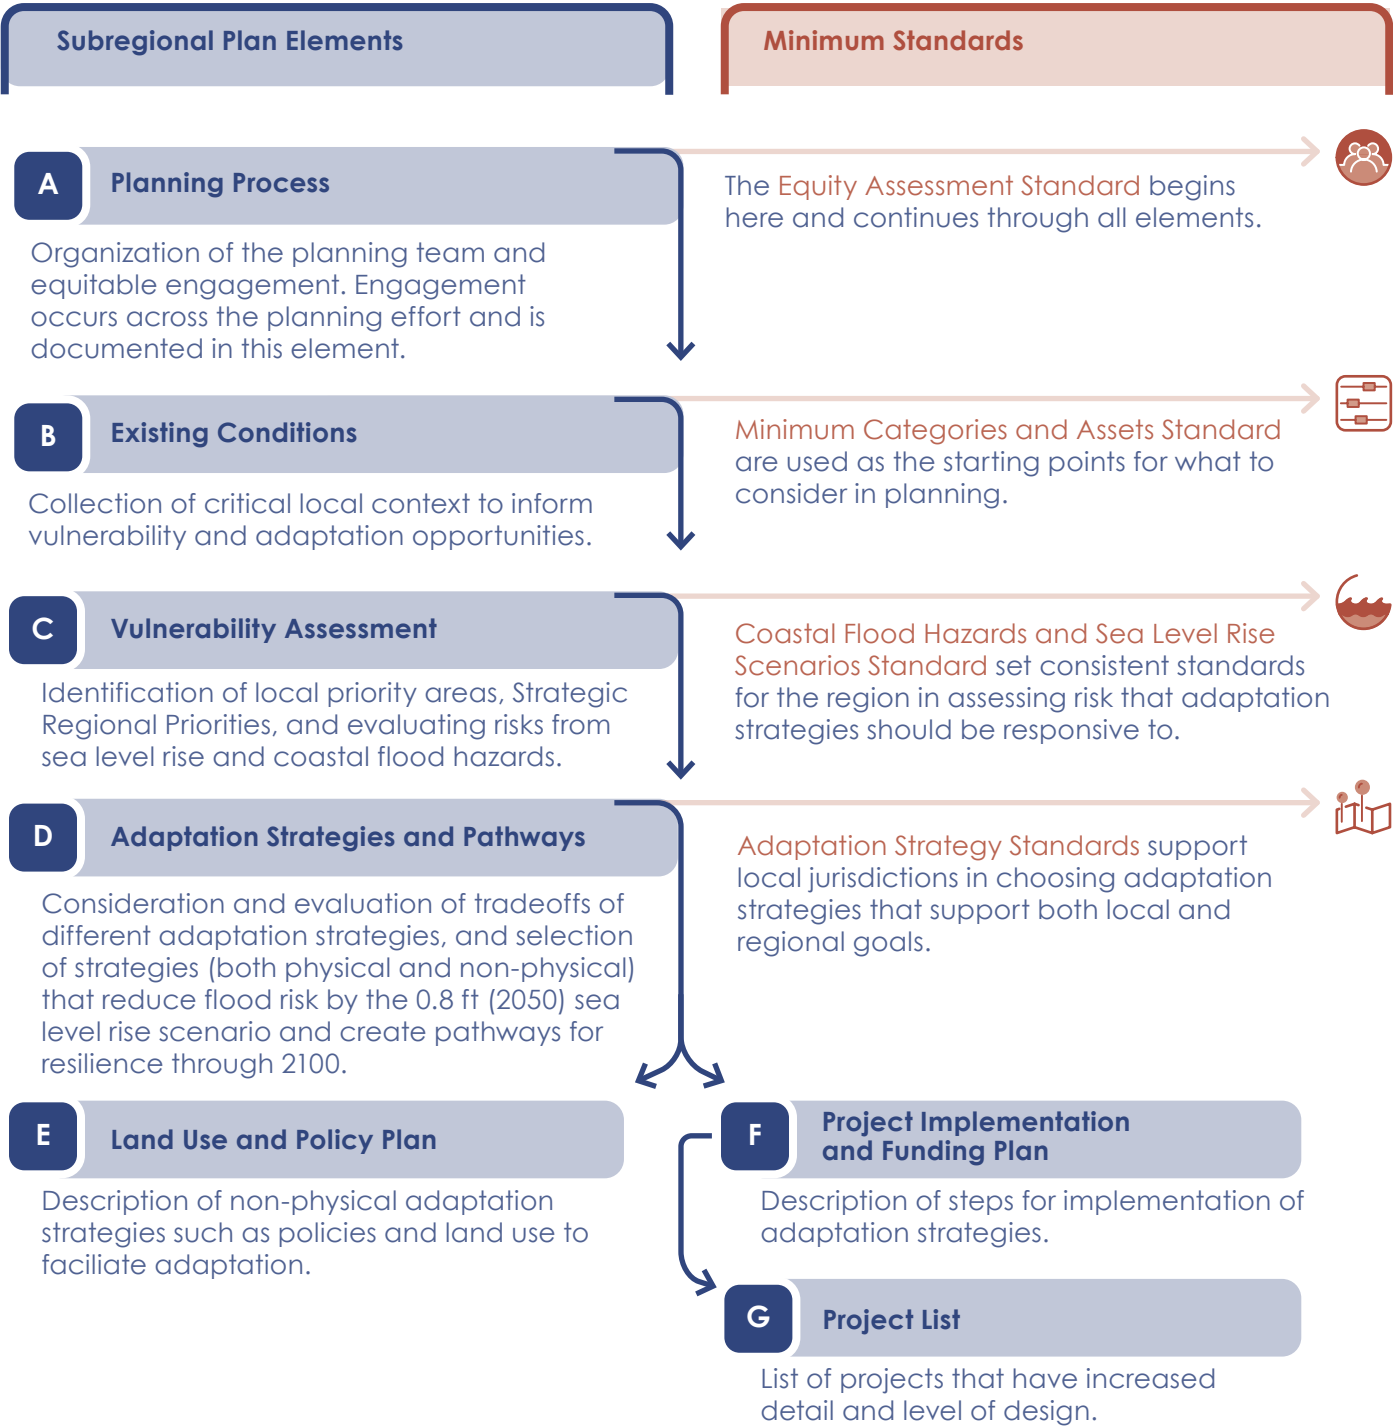 Subregional Plan Elements
Minimum Standards
A
Planning Process
Organization of the planning team and
equitable engagement. Engagement
occurs across the planning effort and is
documented in this element.
The Equity Assessment Standard begins
here and continues through all elements.
B
Existing Conditions
Collection of critical local context to inform
vulnerability and adaptation opportunities.
Minimum Categories and Assets Standard
are used as the starting points for what to
consider in planning.
C
Vulnerability Assessment
Identification of local priority areas, Strategic
Regional Priorities, and evaluating risks from
sea level rise and coastal flood hazards.
Coastal Flood Hazards and Sea Level Rise
Scenarios Standard set consistent standards
for the region in assessing risk that adaptation
strategies should be responsive to.
D
Adaptation Strategies and Pathways
Consideration and evaluation of tradeoffs of
different adaptation strategies, and selection
of strategies (both physical and non-physical)
that reduce flood risk by the 0.8 ft (2050) sea
level rise scenario and create pathways for
resilience through 2100.
Adaptation Strategy Standards support
local jurisdictions in choosing adaptation
strategies that support both local and
regional goals.
E
Land Use and Policy Plan
Description of non-physical adaptation
strategies such as policies and land use to
faciliate adaptation.
F
Project Implementation
and Funding Plan
Description of steps for implementation of
adaptation strategies.
G
Project List
List of projects that have increased
detail and level of design.